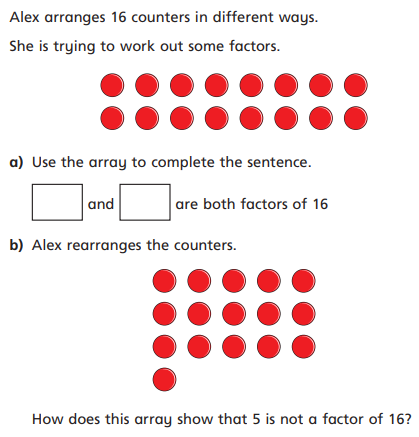 Alex arranges 16 counters in different ways.
She is trying to work out some factors.
a) Use the array to complete the sentence.
and are both factors of 16
b) Alex rearranges the counters.
How does this array show that 5 is not a factor of 16?